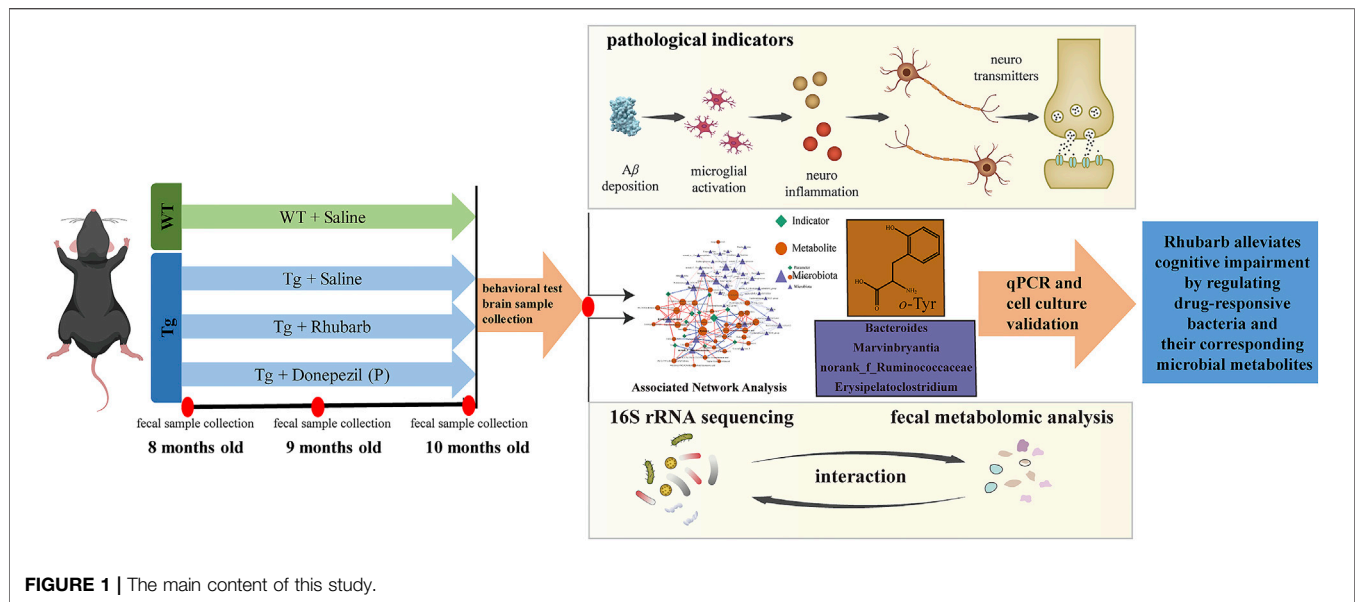 pathological indicators
Aβ
deposition
microglial
activation
neuro
inflammation
neuro
transmitters
WT
WT + Saline
Tg
Tg + Saline
Tg + Rhubarb
Tg + Donepezil (P)
fecal sample collection
fecal sample collection
fecal sample collection
8 months old
9 months old
10 months old
behavioral test
brain sample
collection
Indicator
Metabolite
Microbiota
Associated Network Analysis
HO
HO
NH2
O
o-Tyr
Bacteroides
Marvinbryantia
norank_f_Ruminococcaceae
Erysipelatoclostridium
qPCR and
cell culture
validation
Rhubarb alleviates
cognitive impairment
by regulating
drug-responsive
bacteria and
their corresponding
microbial metabolites
16S rRNA sequencing
fecal metabolomic analysis
interaction
FIGURE 1 | The main content of this study.